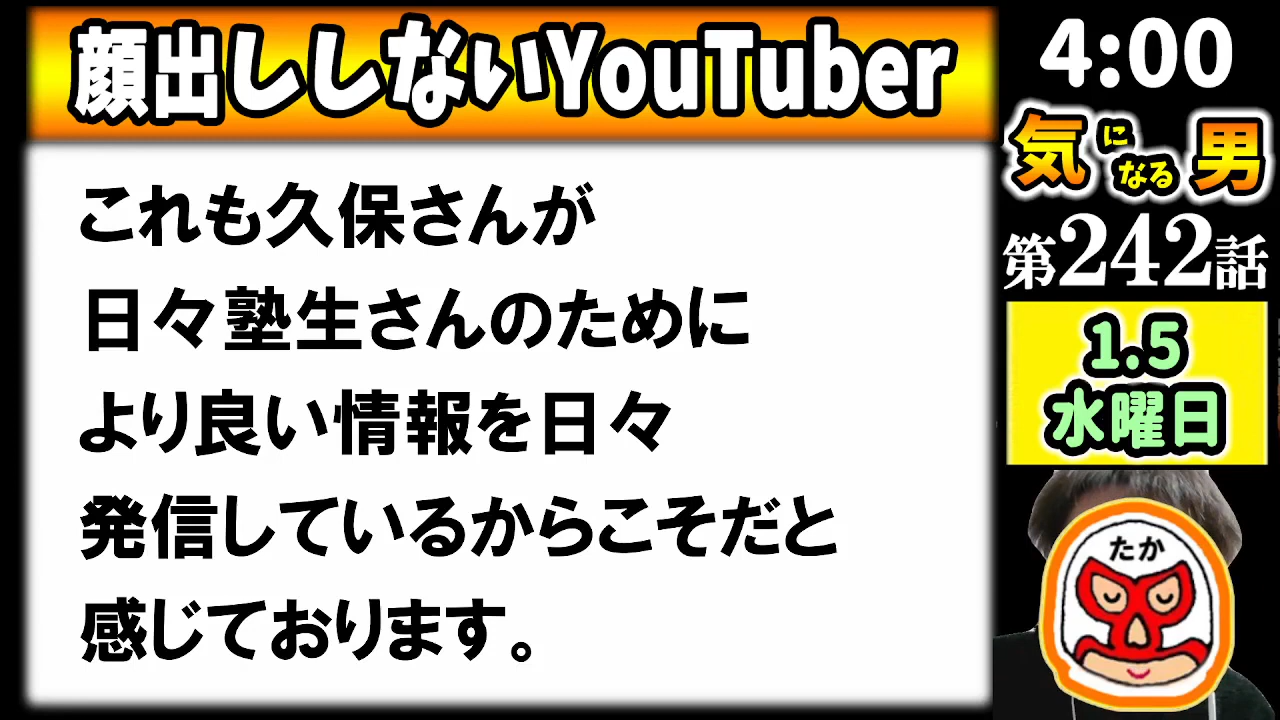 顔出ししないYouTuber
これも久保さんが
日々塾生さんのために
より良い情報を日々
発信しているからこそだと
感じております。
4:00
気になる男
第242話
1.5
水曜日
たか